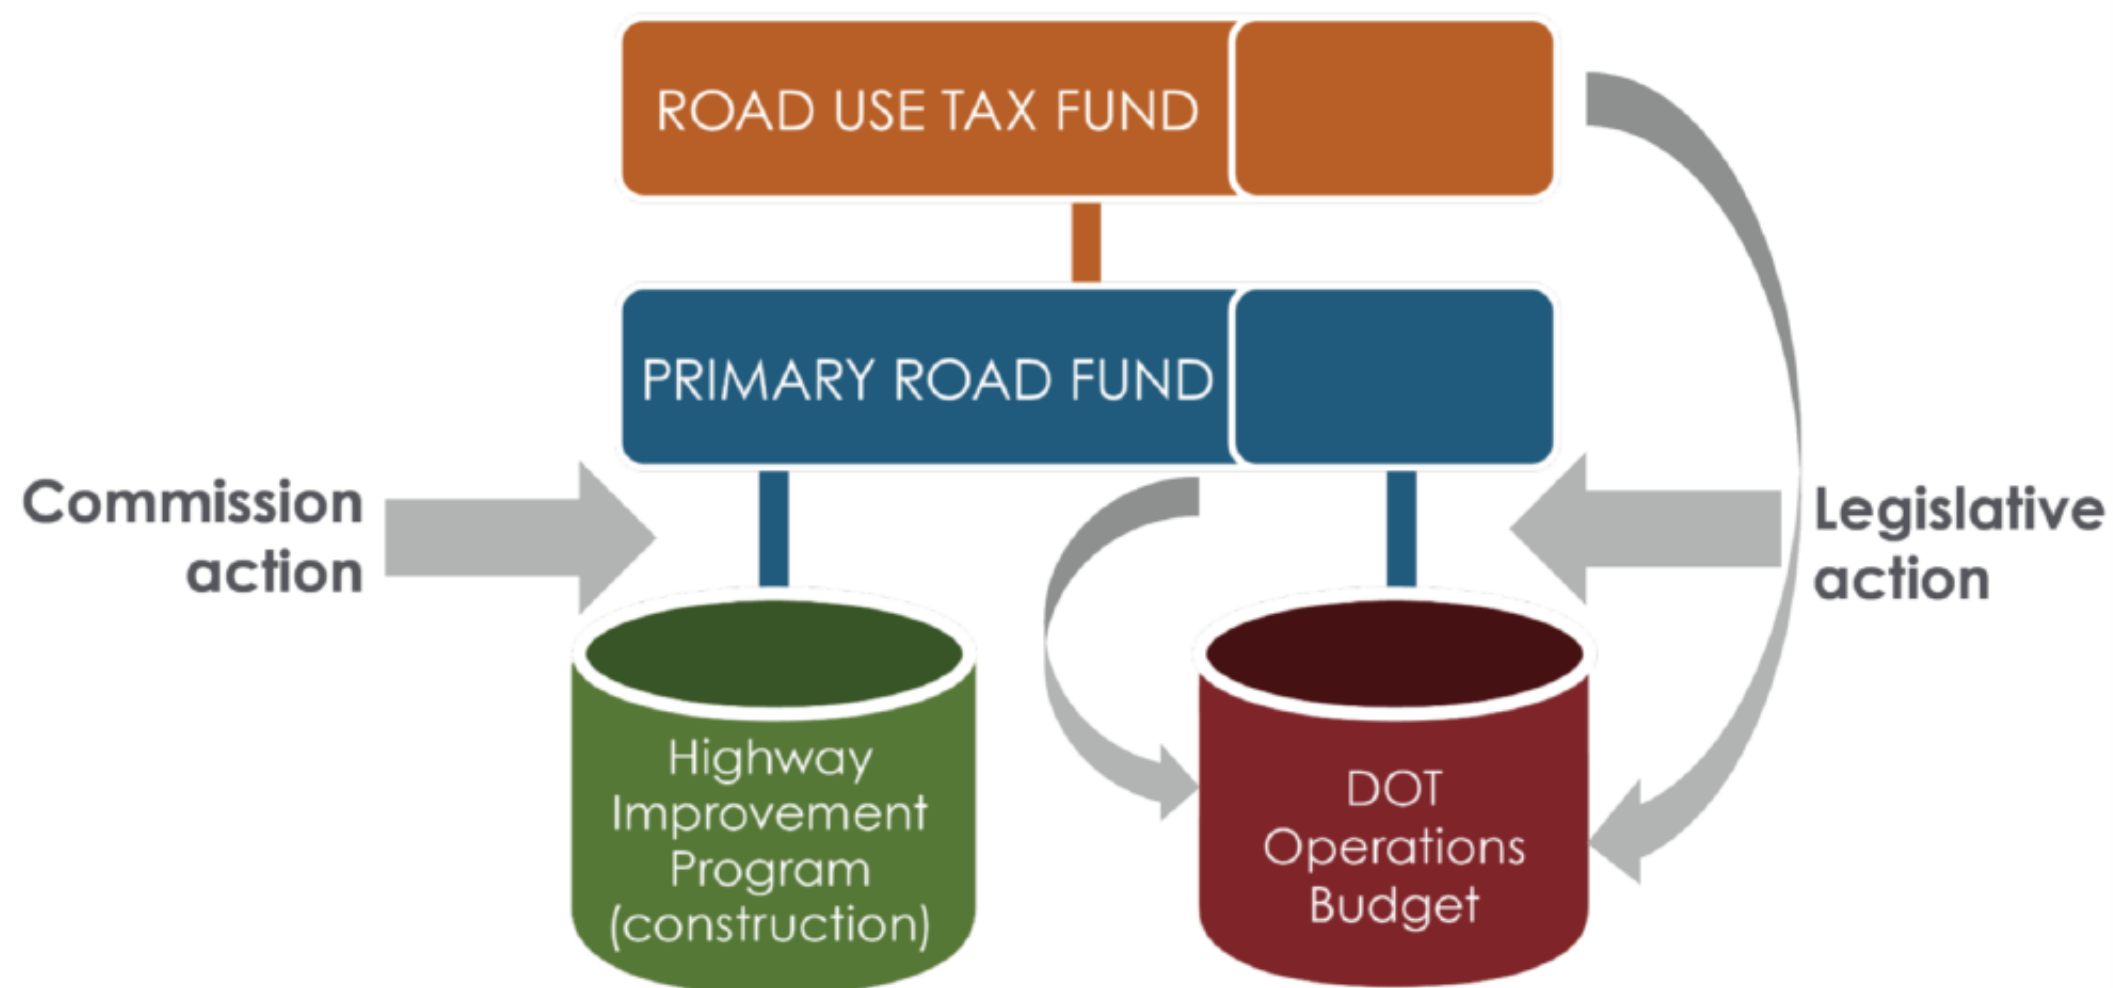 ROAD USE TAX FUND
PRIMARY ROAD FUND
Commission
action
Legislative
action
Highway
Improvement
Program
(construction)
DOT
Operations
Budget